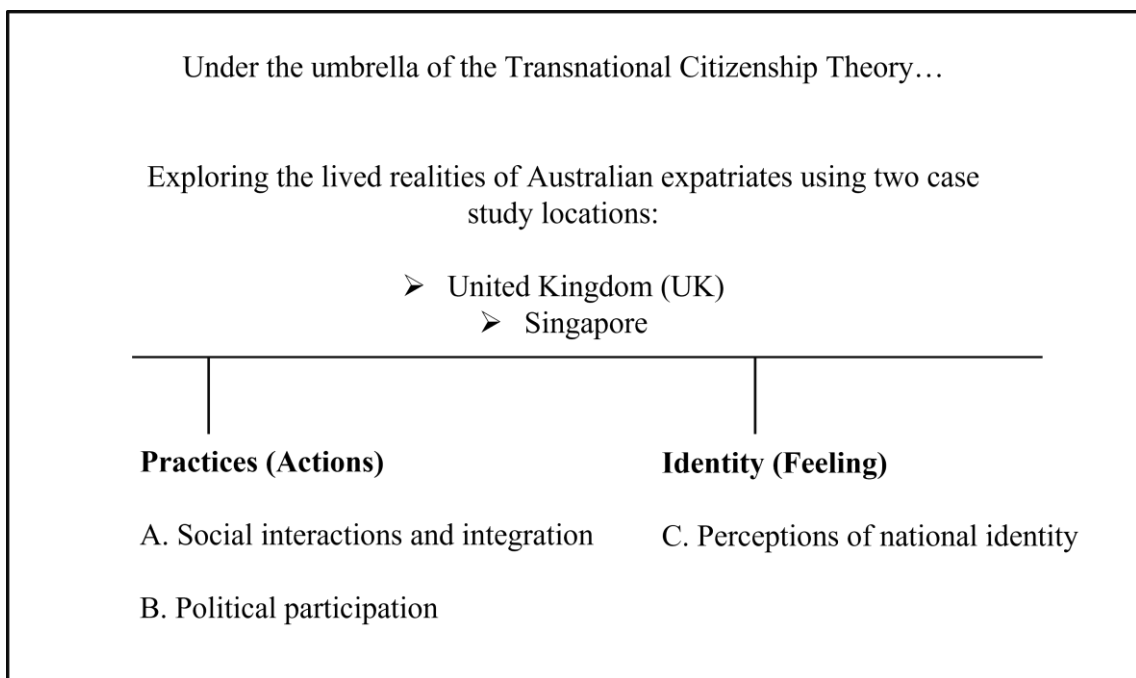 Under the umbrella of the Transnational Citizenship Theory…
Exploring the lived realities of Australian expatriates using two case
study locations:
➢ United Kingdom (UK)
➢ Singapore
Practices (Actions)
A. Social interactions and integration
B. Political participation
Identity (Feeling)
C. Perceptions of national identity